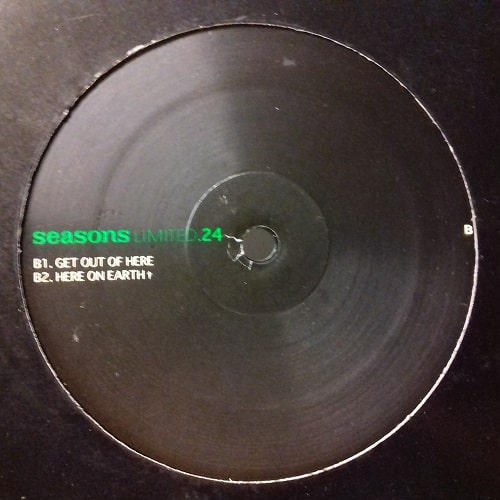 seasons LIMITED.24
B
B1. GET OUT OF HERE
B2. HERE ON EARTH†